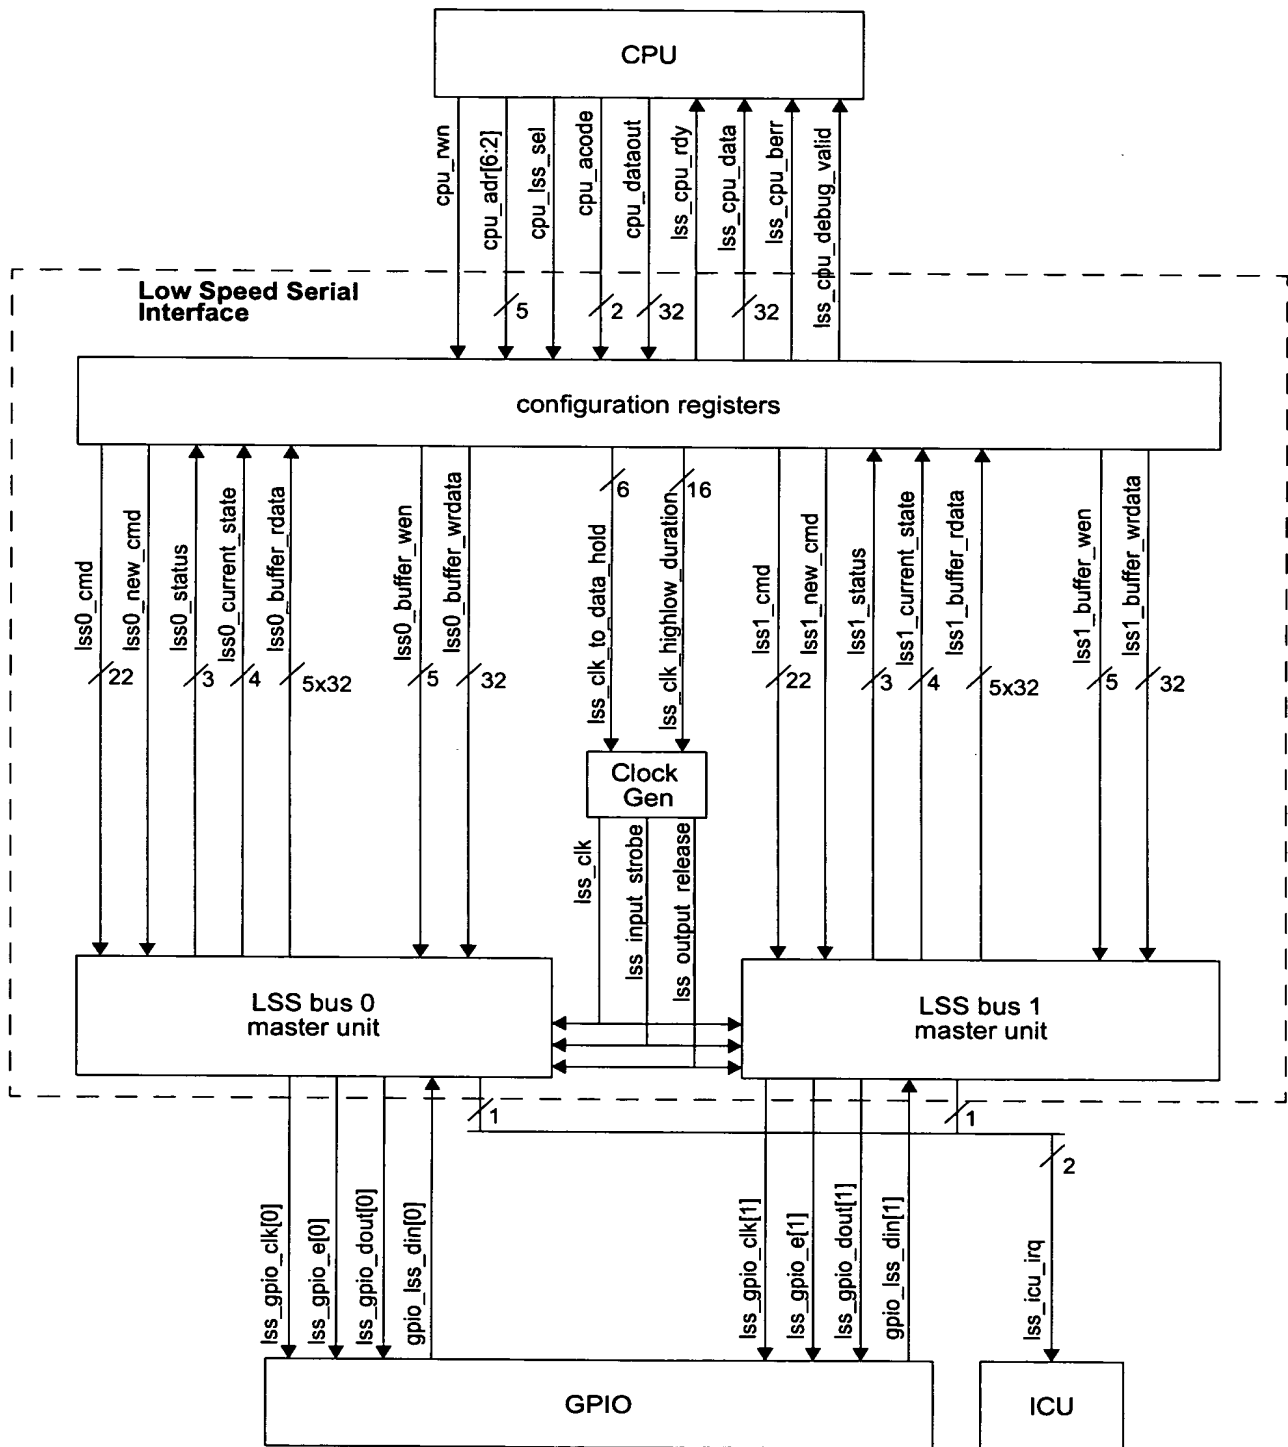 CPU
cpu_rwn
cpu_adr[6:2]
cpu_lss_sel
cpu_acode
cpu_dataout
lss_cpu_rdy
lss_cpu_data
lss_cpu_berr
lss_cpu_debug_valid
Low Speed Serial
Interface
5
2
32
32
configuration registers
lss0_cmd
lss0_new_cmd
lss0_status
lss0_current_state
lss0_buffer_rdata
lss0_buffer_wen
lss0_buffer_wrdata
lss_clk_to_data_hold
lss_clk_highlow_duration
lss1_cmd
lss1_new_cmd
lss1_status
lss1_current_state
lss1_buffer_rdata
lss1_buffer_wen
lss1_buffer_wrdata
6
16
22
3
4
5x32
5
32
22
3
4
5x32
5
32
Clock
Gen
lss_clk
lss_input_strobe
lss_output_release
LSS bus 0
master unit
LSS bus 1
master unit
1
1
2
lss_gpio_clk[0]
lss_gpio_e[0]
lss_gpio_dout[0]
gpio_lss_din[0]
lss_gpio_clk[1]
lss_gpio_e[1]
lss_gpio_dout[1]
gpio_lss_din[1]
lss_icu_irq
GPIO
ICU